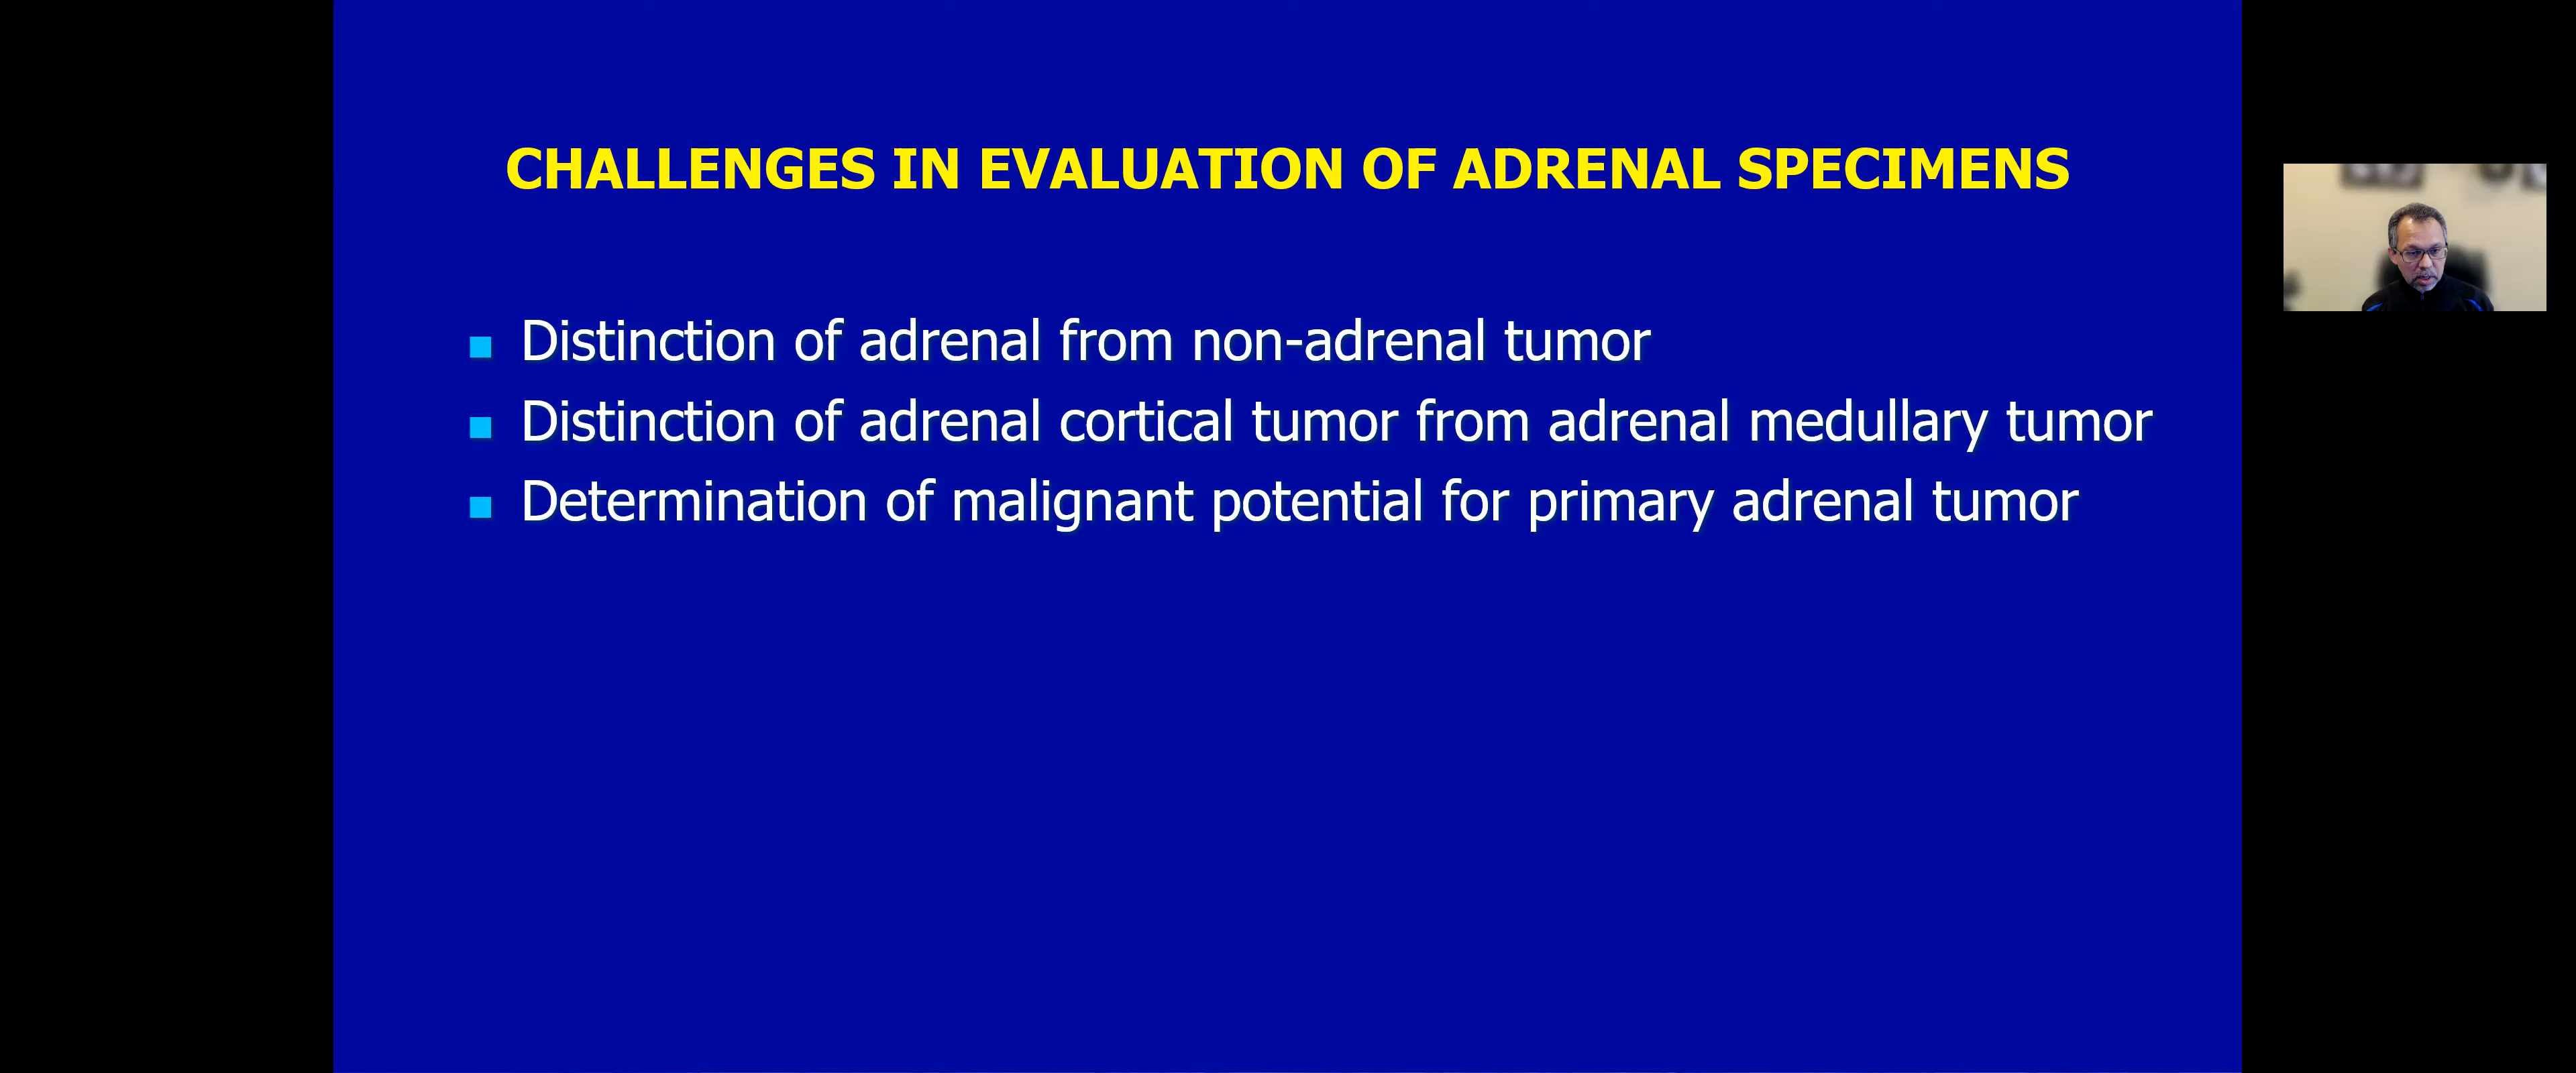 CHALLENGES IN EVALUATION OF ADRENAL SPECIMENS
Distinction of adrenal from non-adrenal tumor
Distinction of adrenal cortical tumor from adrenal medullary tumor
Determination of malignant potential for primary adrenal tumor